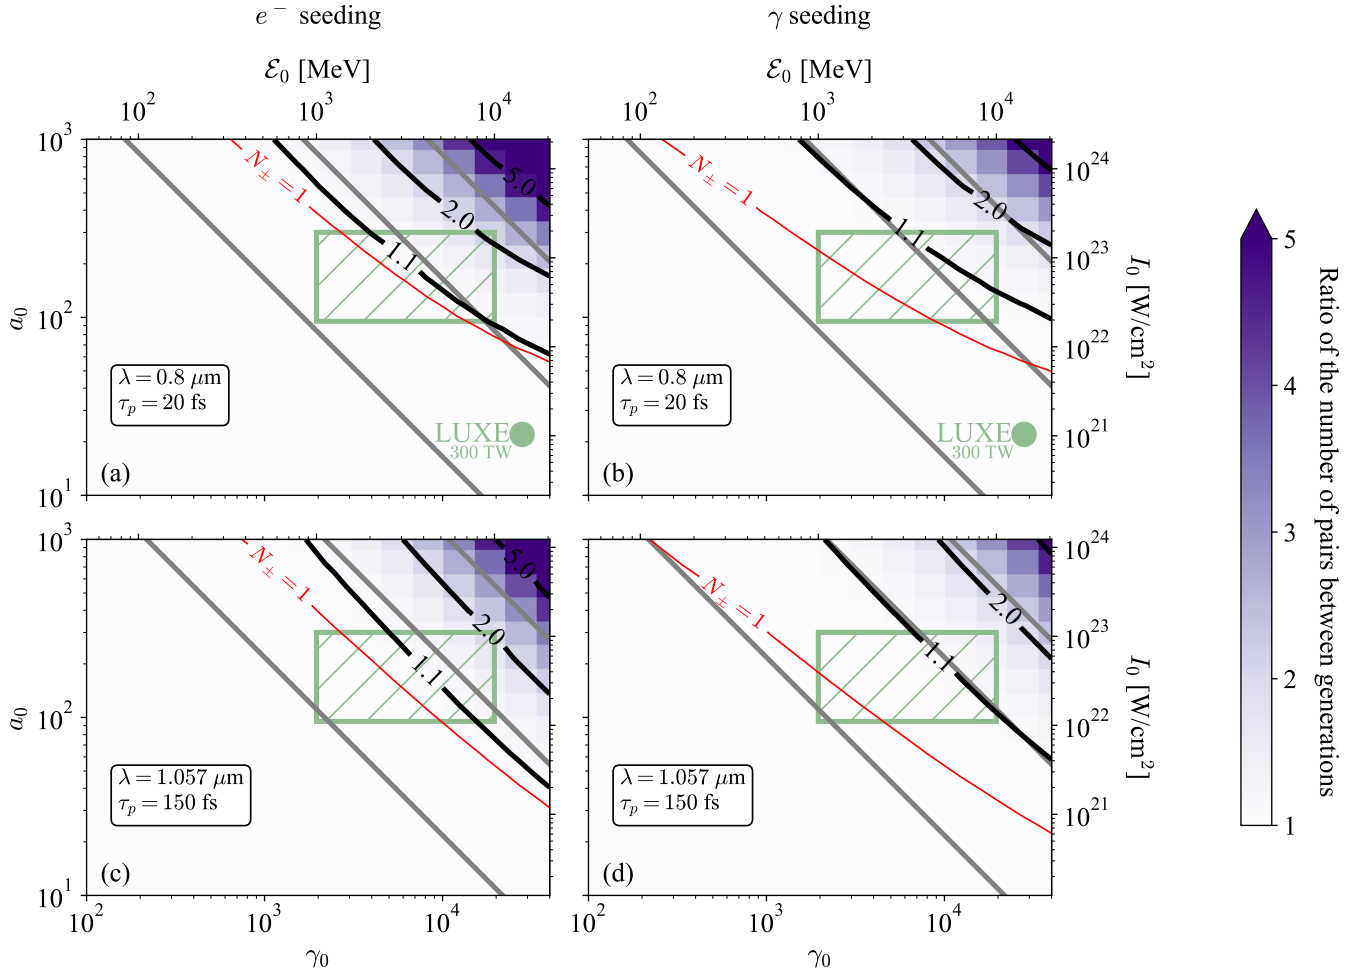 e⁻ seeding
γ seeding
ℰ₀ [MeV]
ℰ₀ [MeV]
10² 10³ 10⁴
10² 10³ 10⁴
10³
10²
10¹
a₀
N± = 1
1.1
2.0
5.0
λ = 0.8 μm
τₚ = 20 fs
LUXE
300 TW
(a)
N± = 1
1.1
2.0
λ = 0.8 μm
τₚ = 20 fs
LUXE
300 TW
(b)
10²⁴
10²³
10²²
10²¹
I₀ [W/cm²]
10³
10²
10¹
a₀
N± = 1
1.1
2.0
5.0
λ = 1.057 μm
τₚ = 150 fs
(c)
N± = 1
1.1
2.0
λ = 1.057 μm
τₚ = 150 fs
(d)
10²⁴
10²³
10²²
10²¹
I₀ [W/cm²]
10² 10³ 10⁴
10² 10³ 10⁴
γ₀
γ₀
5
4
3
2
1
Ratio of the number of pairs between generations